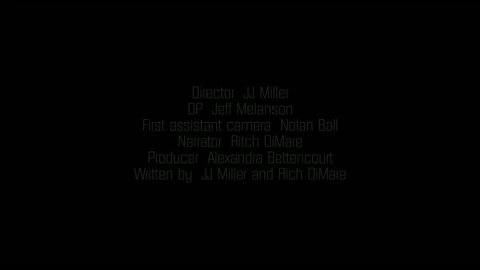 Director JJ Miller
DP Jeff Melanson
First assistant camera Nolan Ball
Narrator Ritch DiMare
Producer Alexandra Bettencourt
Written by JJ Miller and Rich DiMare